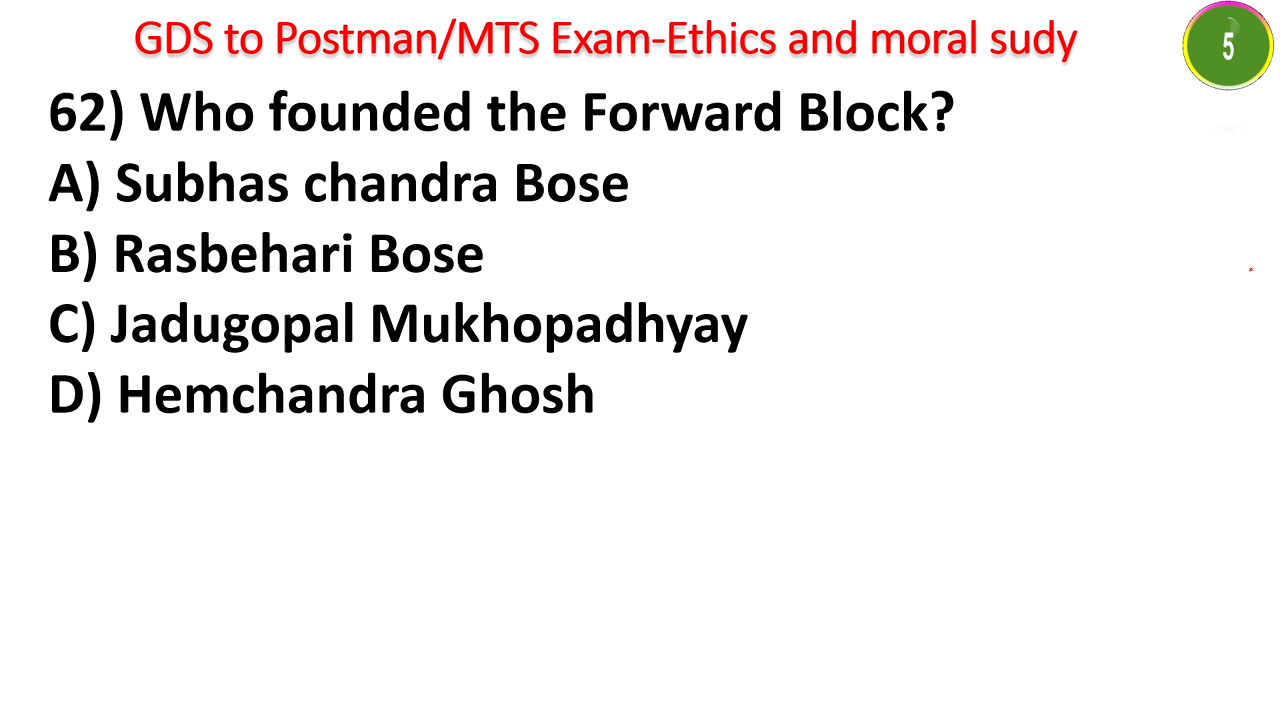 GDS to Postman/MTS Exam-Ethics and moral sudy
5
62) Who founded the Forward Block?
A) Subhas chandra Bose
B) Rasbehari Bose
C) Jadugopal Mukhopadhyay
D) Hemchandra Ghosh